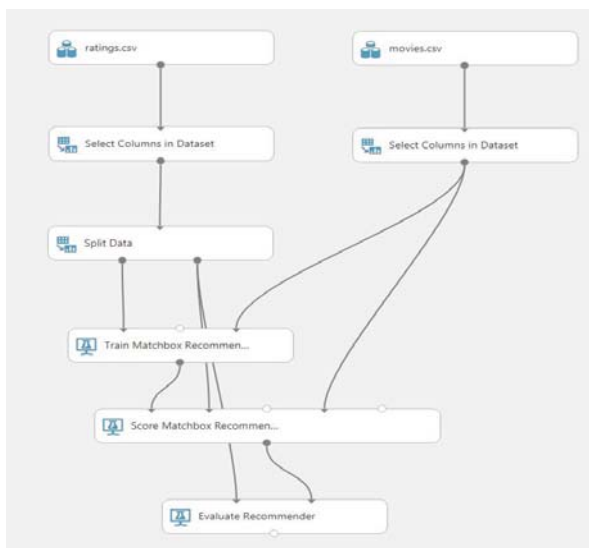 ratings.csv
movies.csv
Select Columns in Dataset
Select Columns in Dataset
Split Data
Train Matchbox Recommen...
Score Matchbox Recommen...
Evaluate Recommender